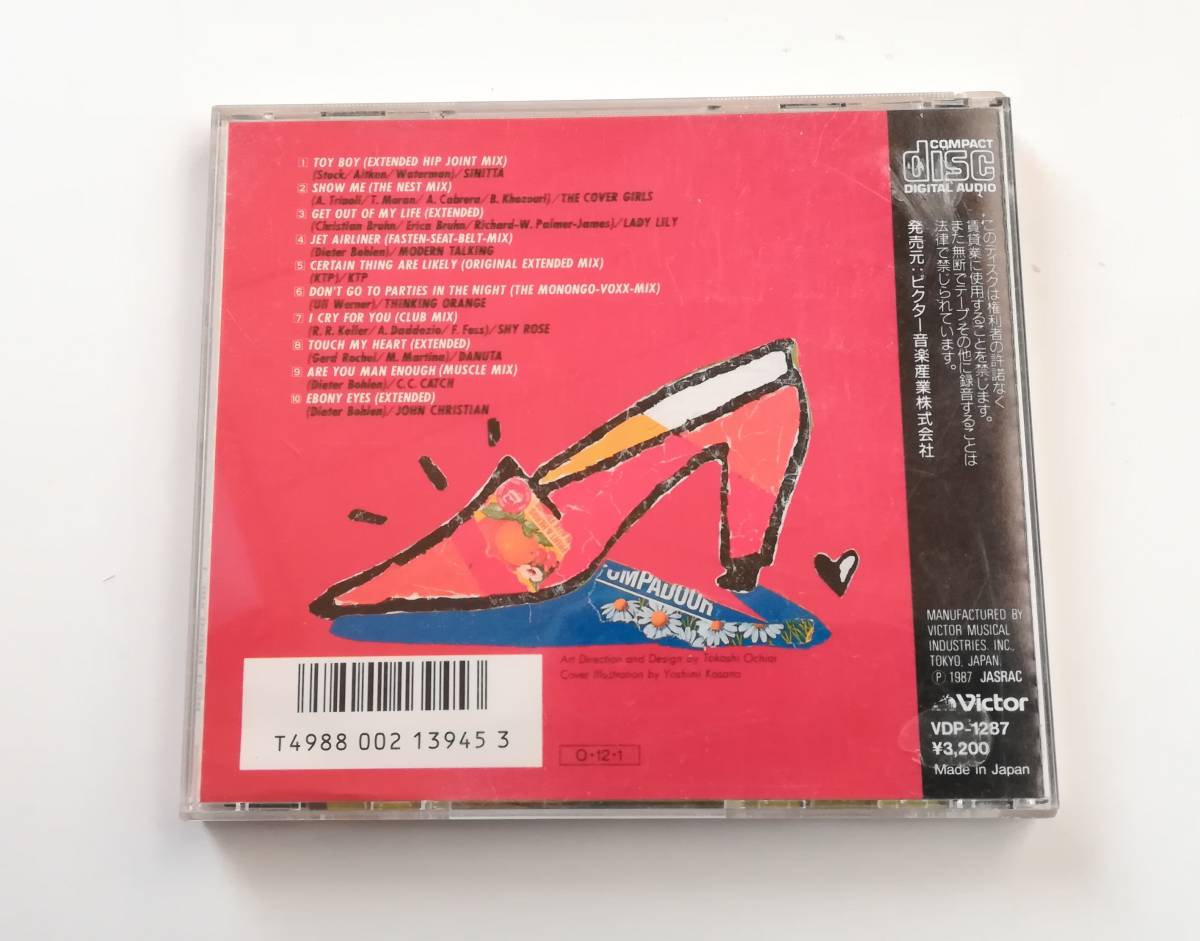 1 TOY BOY (EXTENDED HIP JOINT MIX)
(Stock/Aitken/Waterman)/SINITTA
2 SHOW ME (THE NEST MIX)
(A. Tripoli/T. Moran/A. Cabrera/B. Khozouri)/THE COVER GIRLS
3 GET OUT OF MY LIFE (EXTENDED)
(Christian Bruhn/Erica Bruhn/Richard-W. Palmer-James)/LADY LILY
4 JET AIRLINER (FASTEN-SEAT-BELT-MIX)
(Dieter Bohlen)/MODERN TALKING
5 CERTAIN THING ARE LIKELY (ORIGINAL EXTENDED MIX)
(KTP)/KTP
6 DON'T GO TO PARTIES IN THE NIGHT (THE MONONGO-VOXX-MIX)
(Ulli Werner)/THINKING ORANGE
7 I CRY FOR YOU (CLUB MIX)
(R. R. Keller/A. Daddezio/F. Fass)/SHY ROSE
8 TOUCH MY HEART (EXTENDED)
(Gerd Rochel/M. Martina)/DANUTA
9 ARE YOU MAN ENOUGH (MUSCLE MIX)
(Dieter Bohlen)/C.C. CATCH
10 EBONY EYES (EXTENDED)
(Dieter Bohlen)/JOHN CHRISTIAN
POMPADOUR
Art Direction and Design by Takashi Ochiai
Cover Illustration by Yoshimi Kasata
T4988 002 13945 3
O・12・1
COMPACT
disc
DIGITAL AUDIO
このディスクは権利者の許諾なく
賃貸業に使用することを禁じます。
また無断でテープその他に録音することは
法律で禁じられています。
発売元:ビクター音楽産業株式会社
MANUFACTURED BY
VICTOR MUSICAL
INDUSTRIES, INC.,
TOKYO, JAPAN
Ⓟ 1987 JASRAC
Victor
VDP-1287
¥3,200
Made in Japan